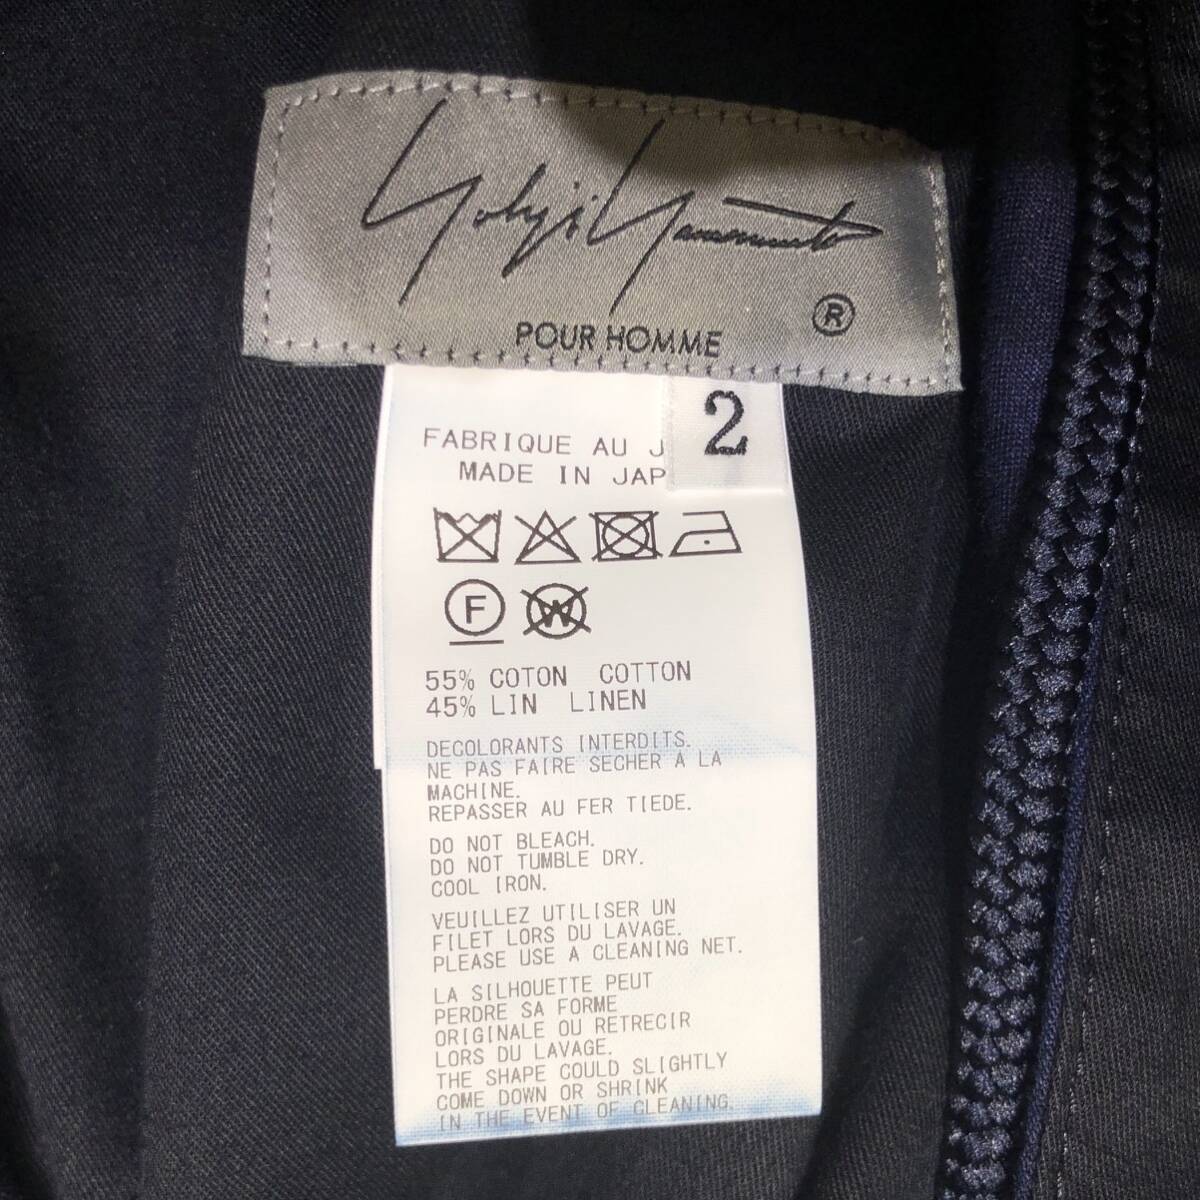 Yohji Yamamoto
®
POUR HOMME
2
FABRIQUE AU J
MADE IN JAP
F
W
55% COTON COTTON
45% LIN LINEN
DECOLORANTS INTERDITS.
NE PAS FAIRE SECHER A LA
MACHINE.
REPASSER AU FER TIEDE.
DO NOT BLEACH.
DO NOT TUMBLE DRY.
COOL IRON.
VEUILLEZ UTILISER UN
FILET LORS DU LAVAGE.
PLEASE USE A CLEANING NET.
LA SILHOUETTE PEUT
PERDRE SA FORME
ORIGINALE OU RETRECIR
LORS DU LAVAGE.
THE SHAPE COULD SLIGHTLY
COME DOWN OR SHRINK
IN THE EVENT OF CLEANING.